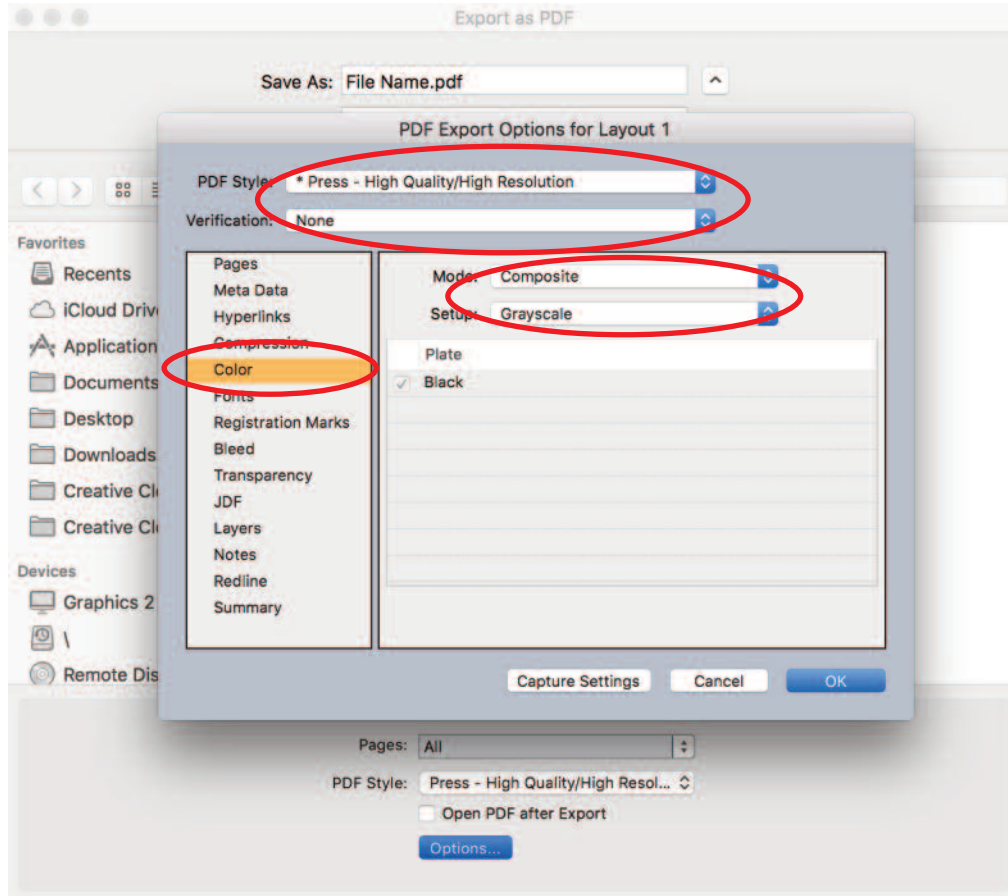 Export as PDF
Save As: File Name.pdf
PDF Export Options for Layout 1
PDF Style: * Press - High Quality/High Resolution
Verification: None
Favorites
Recents
iCloud Driv
Application
Documents
Desktop
Downloads
Creative Cl
Creative Cl
Devices
Graphics 2
\
Remote Dis
Pages
Meta Data
Hyperlinks
Compression
Color
Fonts
Registration Marks
Bleed
Transparency
JDF
Layers
Notes
Redline
Summary
Mode: Composite
Setup: Grayscale
Plate
Black
Capture Settings Cancel OK
Pages: All
PDF Style: Press - High Quality/High Resol...
Open PDF after Export
Options...